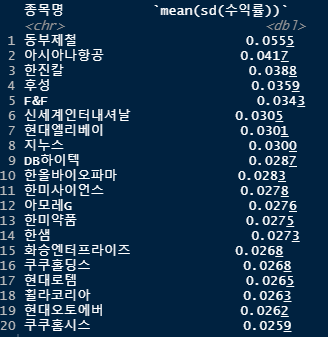 종목명 `mean(sd(수익률))`
<chr> <dbl>
1 동부제철 0.0555
2 아시아나항공 0.0417
3 한진칼 0.0388
4 후성 0.0359
5 F&F 0.0343
6 신세계인터내셔날 0.0305
7 현대엘리베이 0.0301
8 지누스 0.0300
9 DB하이텍 0.0287
10 한올바이오파마 0.0283
11 한미사이언스 0.0278
12 아모레G 0.0276
13 한미약품 0.0275
14 한샘 0.0273
15 화승엔터프라이즈 0.0268
16 쿠쿠홀딩스 0.0268
17 현대로템 0.0265
18 휠라코리아 0.0263
19 현대오토에버 0.0262
20 쿠쿠홈시스 0.0259